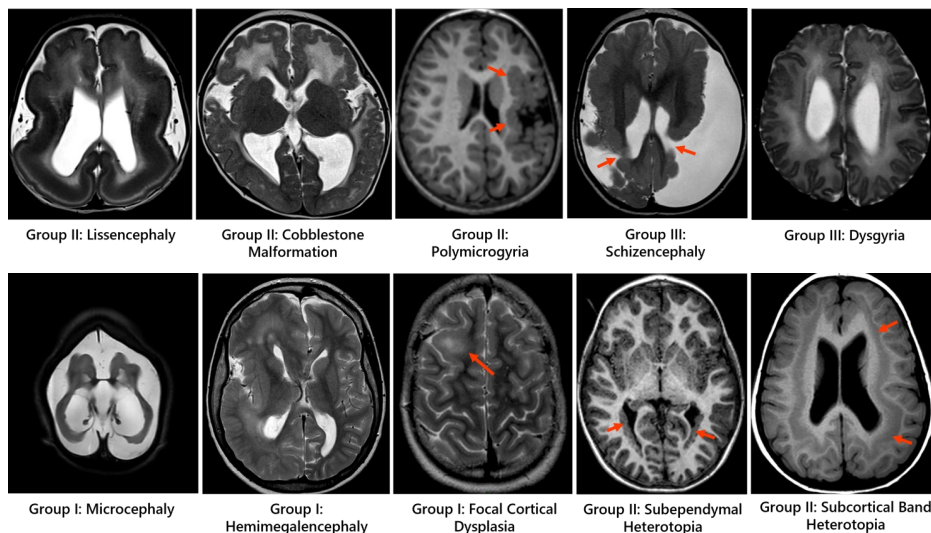 Group II: Lissencephaly
Group II: Cobblestone
Malformation
Group II:
Polymicrogyria
Group III:
Schizencephaly
Group III: Dysgyria
Group I: Microcephaly
Group I:
Hemimegalencephaly
Group I: Focal Cortical
Dysplasia
Group II: Subependymal
Heterotopia
Group II: Subcortical Band
Heterotopia